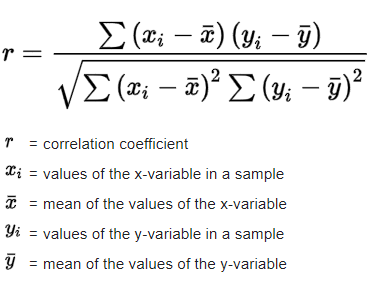 r = ∑ (xᵢ − x̄) (yᵢ − ȳ) / √(∑ (xᵢ − x̄)² ∑ (yᵢ − ȳ)²)
r = correlation coefficient
xᵢ = values of the x-variable in a sample
x̄ = mean of the values of the x-variable
yᵢ = values of the y-variable in a sample
ȳ = mean of the values of the y-variable